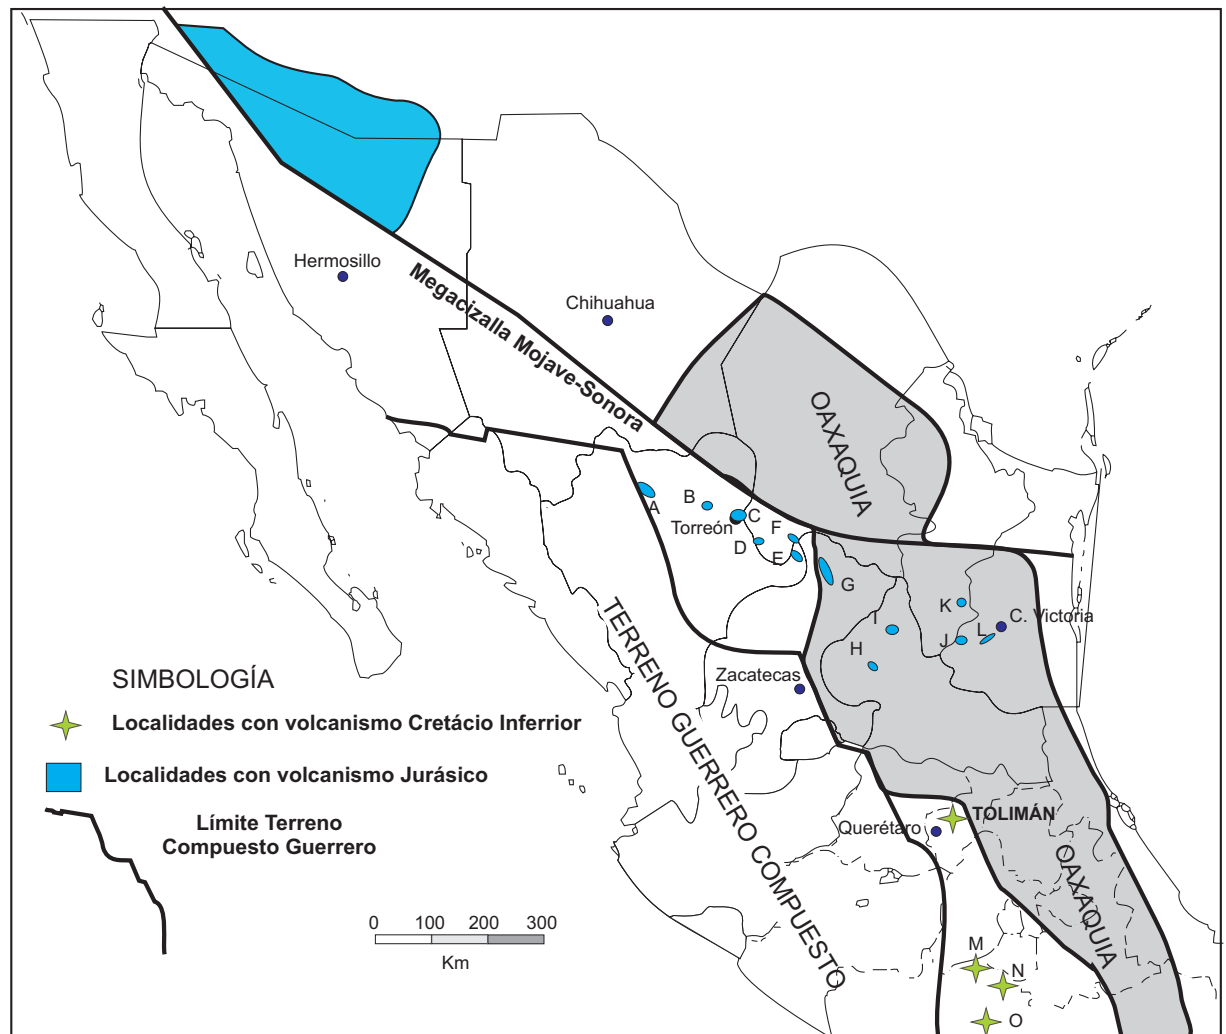 Hermosillo
Chihuahua
Megacizalla Mojave-Sonora
OAXAQUIA
A
B
C
Torreón
D
F
E
G
K
C. Victoria
I
L
J
H
Zacatecas
TERRENO GUERRERO COMPUESTO
SIMBOLOGÍA
Localidades con volcanismo Cretácio Inferrior
Localidades con volcanismo Jurásico
Límite Terreno
Compuesto Guerrero
TOLIMÁN
Querétaro
OAXAQUIA
0 100 200 300
Km
M
N
O